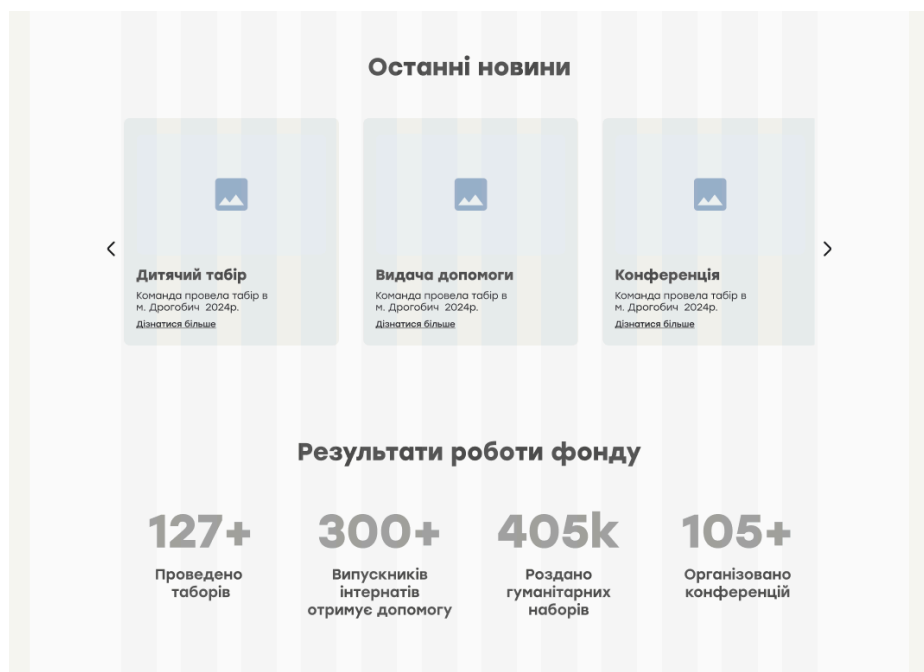 Останні новини
Дитячий табір
Команда провела табір в
м. Дрогобич 2024р.
Дізнатися більше
Видача допомоги
Команда провела табір в
м. Дрогобич 2024р.
Дізнатися більше
Конференція
Команда провела табір в
м. Дрогобич 2024р.
Дізнатися більше
Результати роботи фонду
127+
Проведено
таборів
300+
Випускників
інтернатів
отримує допомогу
405k
Роздано
гуманітарних
наборів
105+
Організовано
конференцій